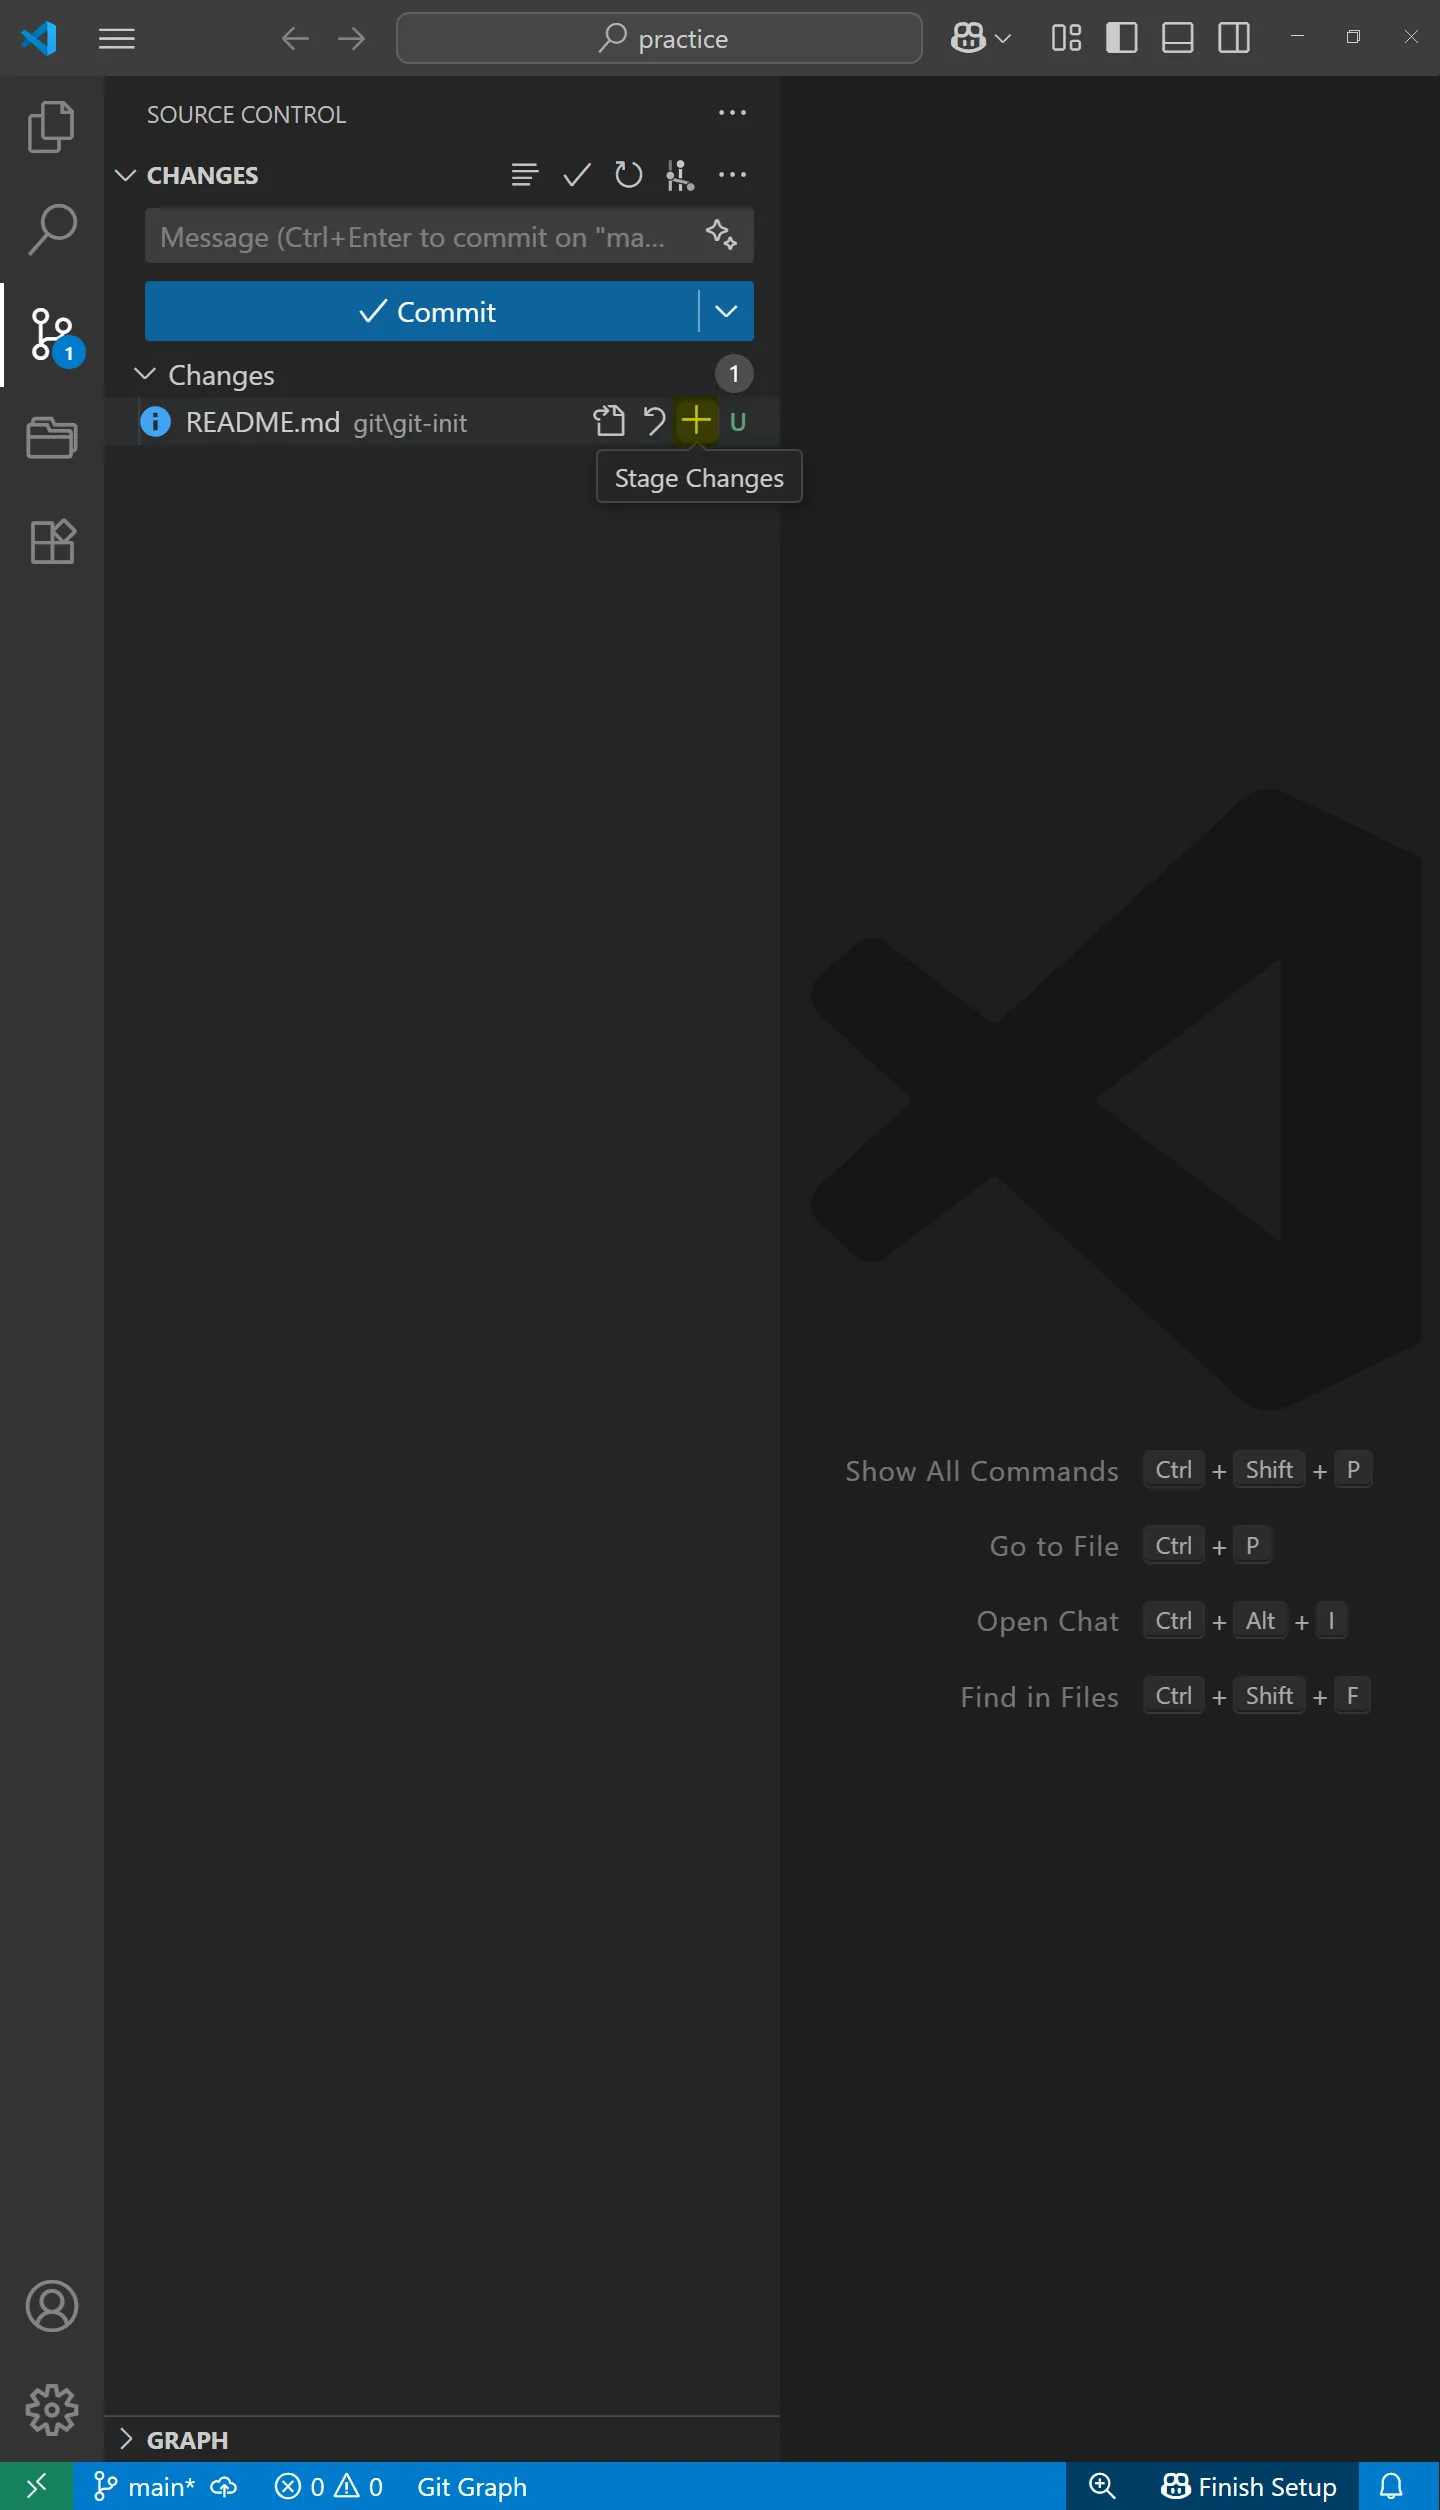 practice
SOURCE CONTROL
CHANGES
Message (Ctrl+Enter to commit on "ma...
Commit
1
Changes 1
README.md git\git-init U
Stage Changes
Show All Commands Ctrl + Shift + P
Go to File Ctrl + P
Open Chat Ctrl + Alt + I
Find in Files Ctrl + Shift + F
GRAPH
main* 0 0 Git Graph Finish Setup